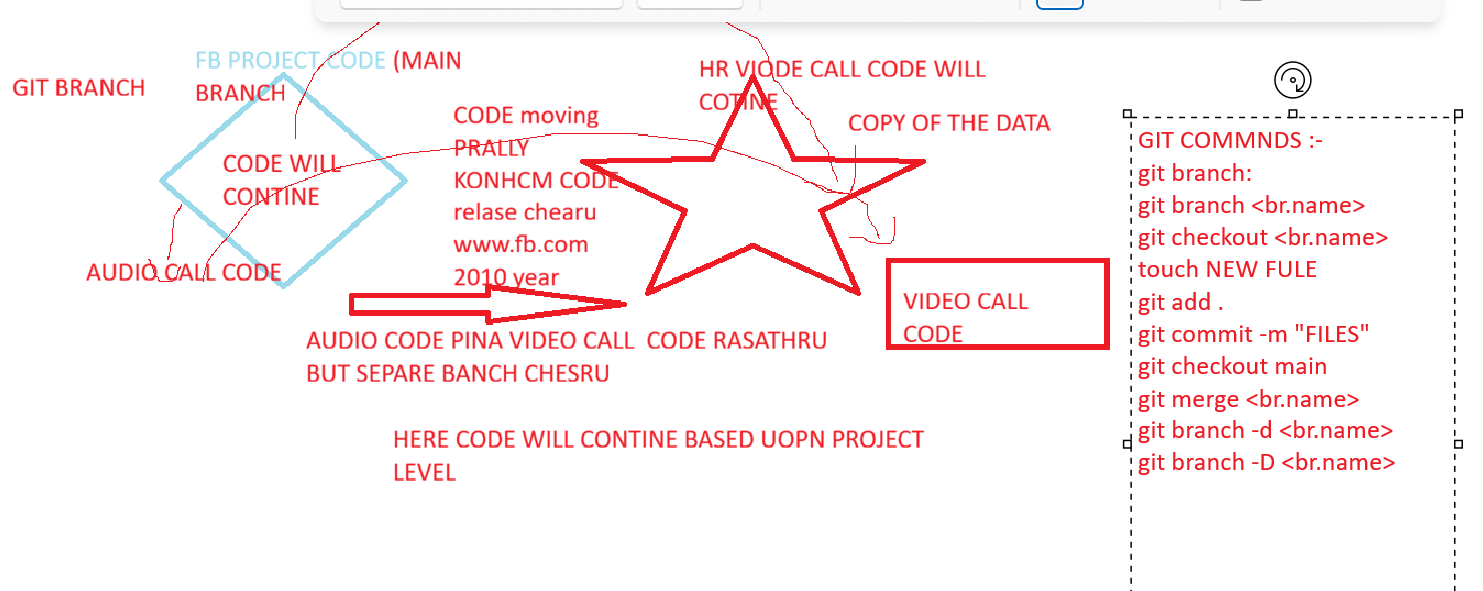 GIT BRANCH
FB PROJECT CODE (MAIN
BRANCH
CODE WILL
CONTINE
AUDIO CALL CODE
CODE moving
PRALLY
KONHCM CODE
relase chearu
www.fb.com
2010 year
HR VIODE CALL CODE WILL
COTINE
COPY OF THE DATA
VIDEO CALL
CODE
AUDIO CODE PINA VIDEO CALL CODE RASATHRU
BUT SEPARE BANCH CHESRU
HERE CODE WILL CONTINE BASED UOPN PROJECT
LEVEL
GIT COMMNDS :-
git branch:
git branch <br.name>
git checkout <br.name>
touch NEW FULE
git add .
git commit -m "FILES"
git checkout main
git merge <br.name>
git branch -d <br.name>
git branch -D <br.name>